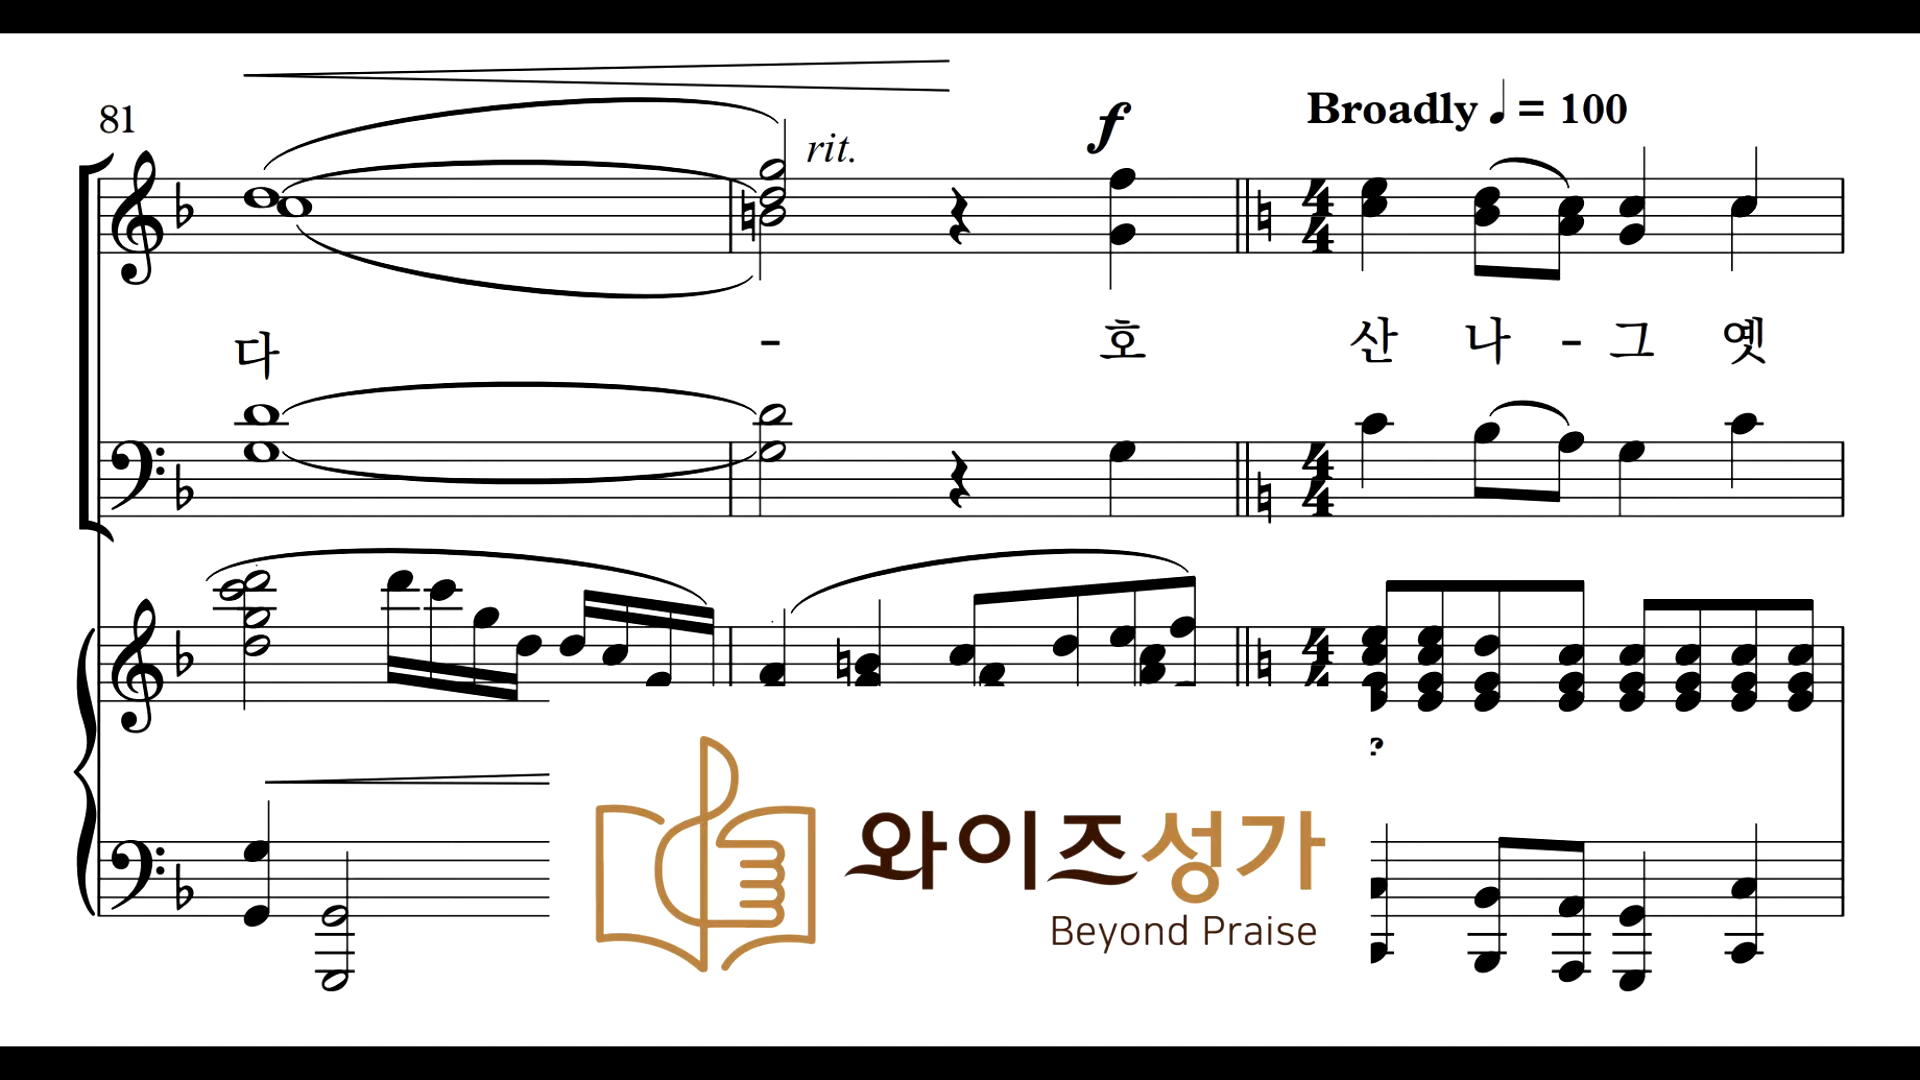 81
rit.
f
Broadly ♩ = 100
다 - 호 산 나 - 그 옛
와이즈성가
Beyond Praise